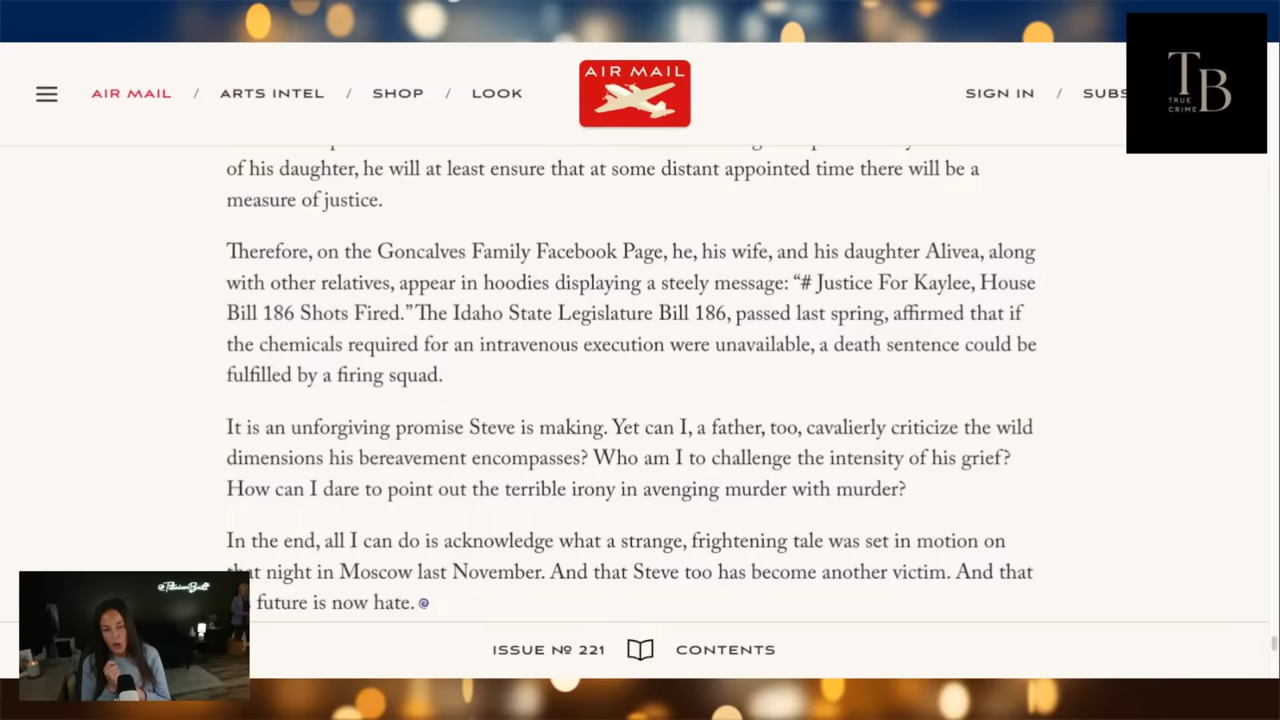 AIR MAIL / ARTS INTEL / SHOP / LOOK
AIR MAIL
SIGN IN / SUBS
TB
TRUE
CRIME
of his daughter, he will at least ensure that at some distant appointed time there will be a
measure of justice.
Therefore, on the Goncalves Family Facebook Page, he, his wife, and his daughter Alivea, along
with other relatives, appear in hoodies displaying a steely message: “# Justice For Kaylee, House
Bill 186 Shots Fired.” The Idaho State Legislature Bill 186, passed last spring, affirmed that if
the chemicals required for an intravenous execution were unavailable, a death sentence could be
fulfilled by a firing squad.
It is an unforgiving promise Steve is making. Yet can I, a father, too, cavalierly criticize the wild
dimensions his bereavement encompasses? Who am I to challenge the intensity of his grief?
How can I dare to point out the terrible irony in avenging murder with murder?
In the end, all I can do is acknowledge what a strange, frightening tale was set in motion on
that night in Moscow last November. And that Steve too has become another victim. And that
future is now hate.
ISSUE № 221 CONTENTS